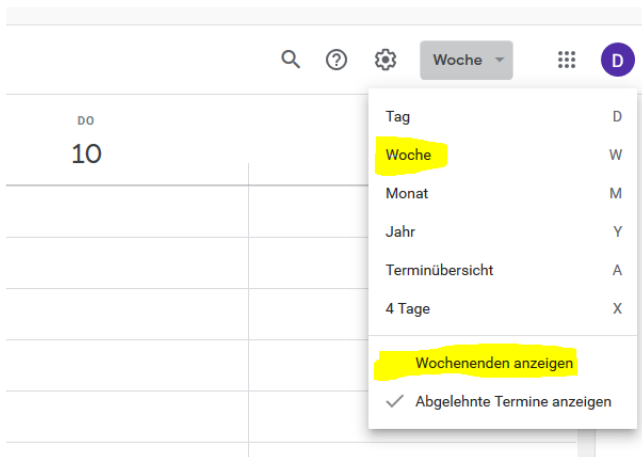 Woche
D
DO
10
Tag D
Woche W
Monat M
Jahr Y
Terminübersicht A
4 Tage X
Wochenenden anzeigen
Abgelehnte Termine anzeigen